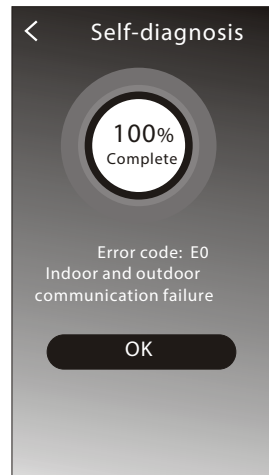 Self-diagnosis
100%
Complete
Error code: E0
Indoor and outdoor
communication failure
OK